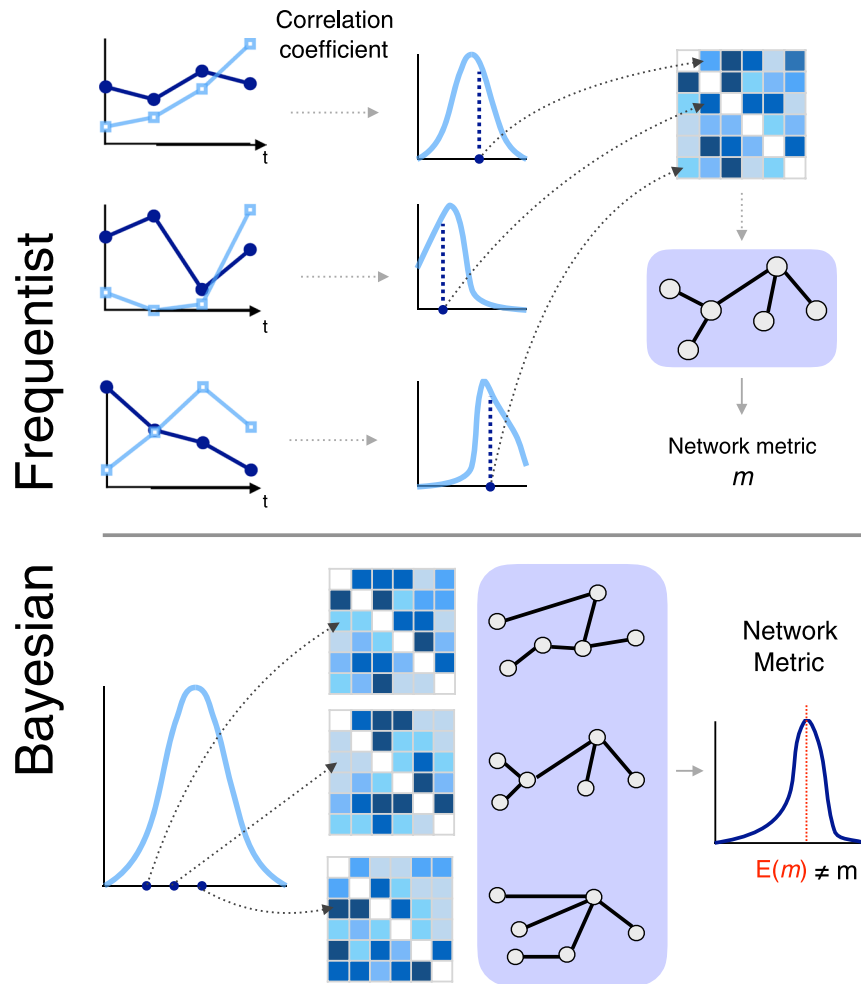 Frequentist
Correlation
coefficient
t
t
t
Network metric
m
Bayesian
Network
Metric
E(m) ≠ m